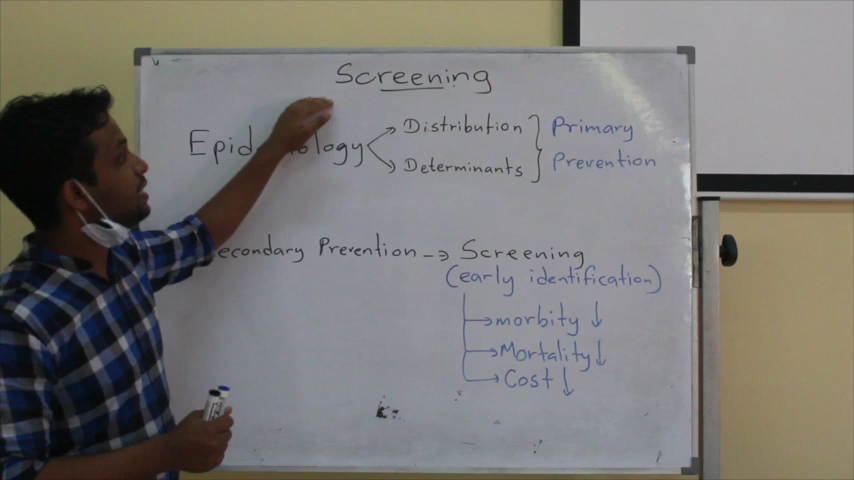 Screening
Epid ology
Distribution
Determinants
Primary
Prevention
econdary Prevention → Screening
(early identification)
→ morbity ↓
→ Mortality ↓
→ Cost ↓